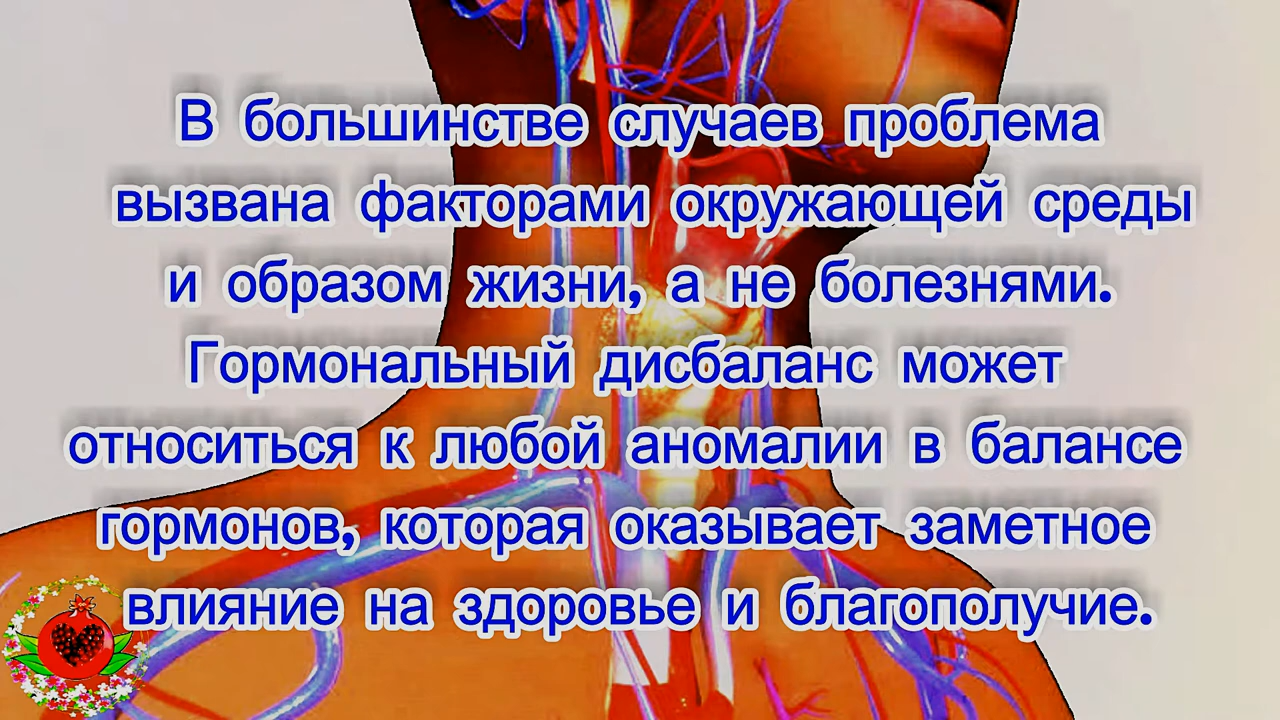 В большинстве случаев проблема
вызвана факторами окружающей среды
и образом жизни, а не болезнями.
Гормональный дисбаланс может
относиться к любой аномалии в балансе
гормонов, которая оказывает заметное
влияние на здоровье и благополучие.